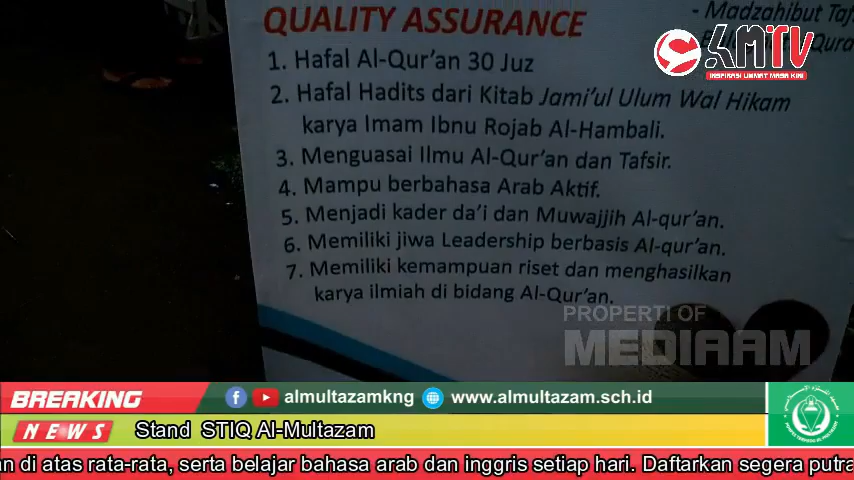 QUALITY ASSURANCE
- Madzahibut
1. Hafal Al-Qur'an 30 Juz
2. Hafal Hadits dari Kitab Jami'ul Ulum Wal Hikam
karya Imam Ibnu Rojab Al-Hambali.
3. Menguasai Ilmu Al-Qur'an dan Tafsir.
4. Mampu berbahasa Arab Aktif.
5. Menjadi kader da'i dan Muwajjih Al-qur'an.
6. Memiliki jiwa Leadership berbasis Al-qur'an.
7. Memiliki kemampuan riset dan menghasilkan
karya ilmiah di bidang Al-Qur'an.
INSPIRASI UMMAT MASA KINI
PROPERTI OF
MEDIAAM
BREAKING
NEWS
almultazamkng
www.almultazam.sch.id
Stand STIQ Al-Multazam
an di atas rata-rata, serta belajar bahasa arab dan inggris setiap hari. Daftarkan segera putra